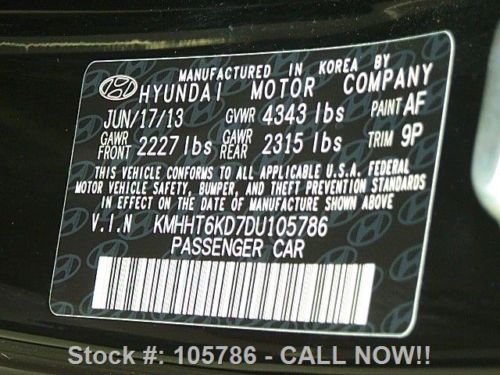 MANUFACTURED IN KOREA BY
HYUNDAI MOTOR COMPANY
JUN/17/13 GVWR 4343 lbs PAINT AF
GAWR FRONT 2227 lbs GAWR REAR 2315 lbs TRIM 9P
THIS VEHICLE CONFORMS TO ALL APPLICABLE U.S.A. FEDERAL
MOTOR VEHICLE SAFETY, BUMPER, AND THEFT PREVENTION STANDARDS
IN EFFECT ON THE DATE OF MANUFACTURE SHOWN ABOVE.
V.I.N KMHHT6KD7DU105786
PASSENGER CAR
Stock #: 105786 - CALL NOW!!